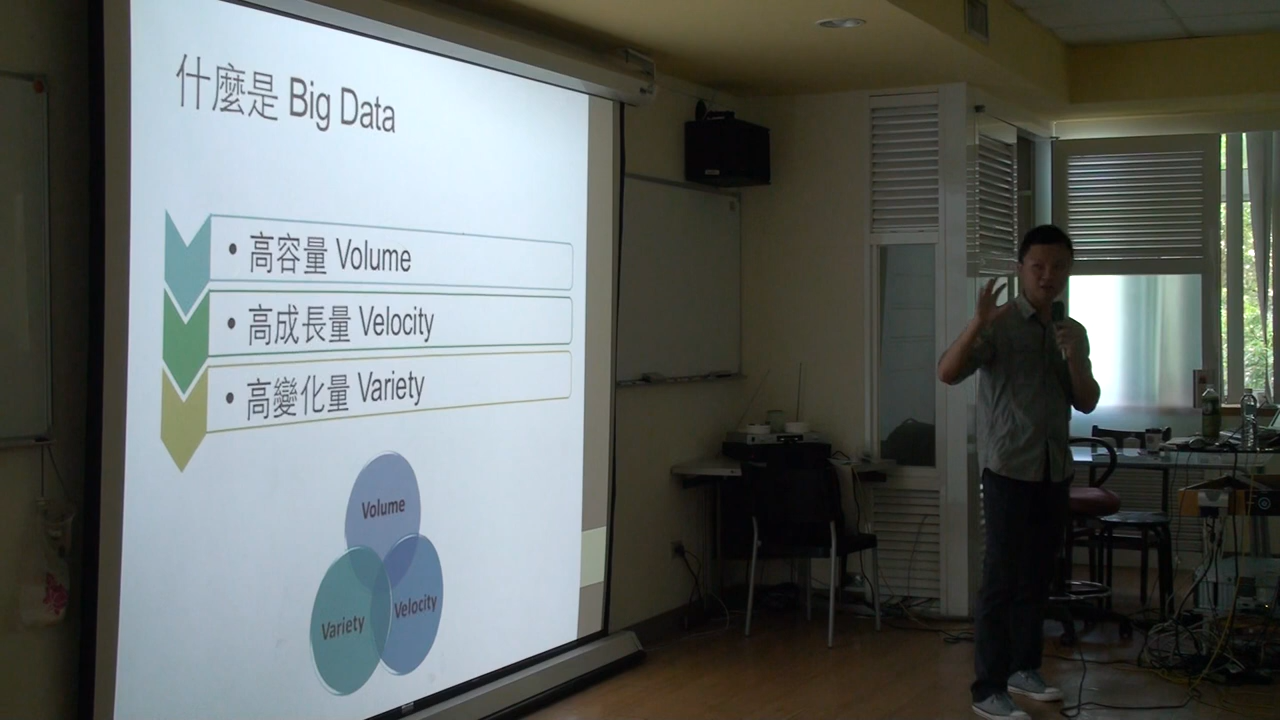 什麼是 Big Data
• 高容量 Volume
• 高成長量 Velocity
• 高變化量 Variety
Volume
Variety
Velocity